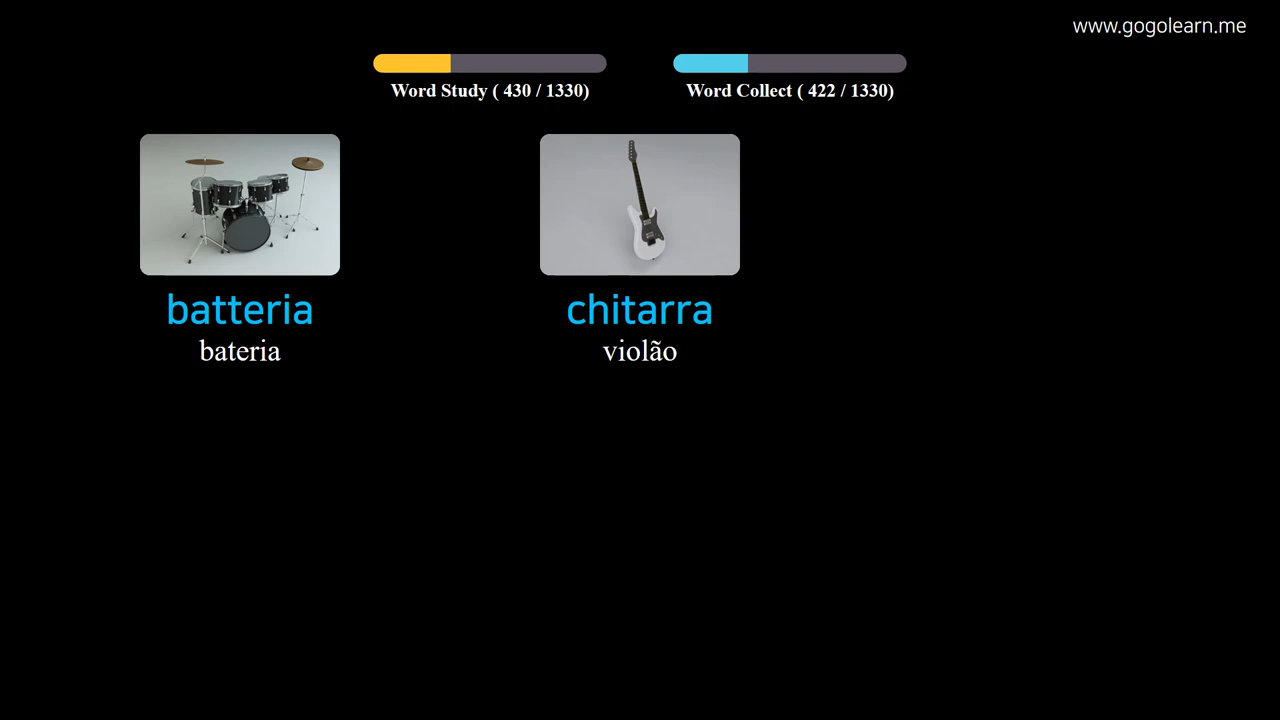 www.gogolearn.me
Word Study ( 430 / 1330)
Word Collect ( 422 / 1330)
batteria
chitarra
bateria
violão